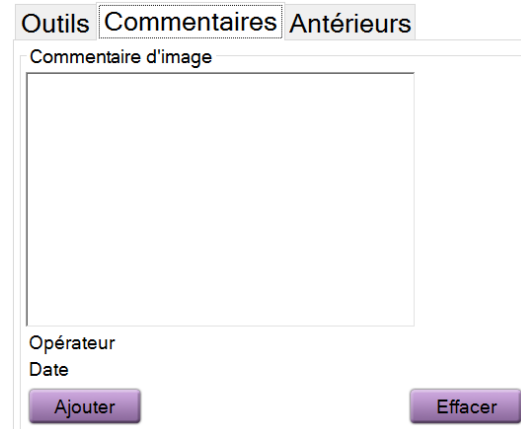 Outils Commentaires Antérieurs
Commentaire d'image
Opérateur
Date
Ajouter Effacer